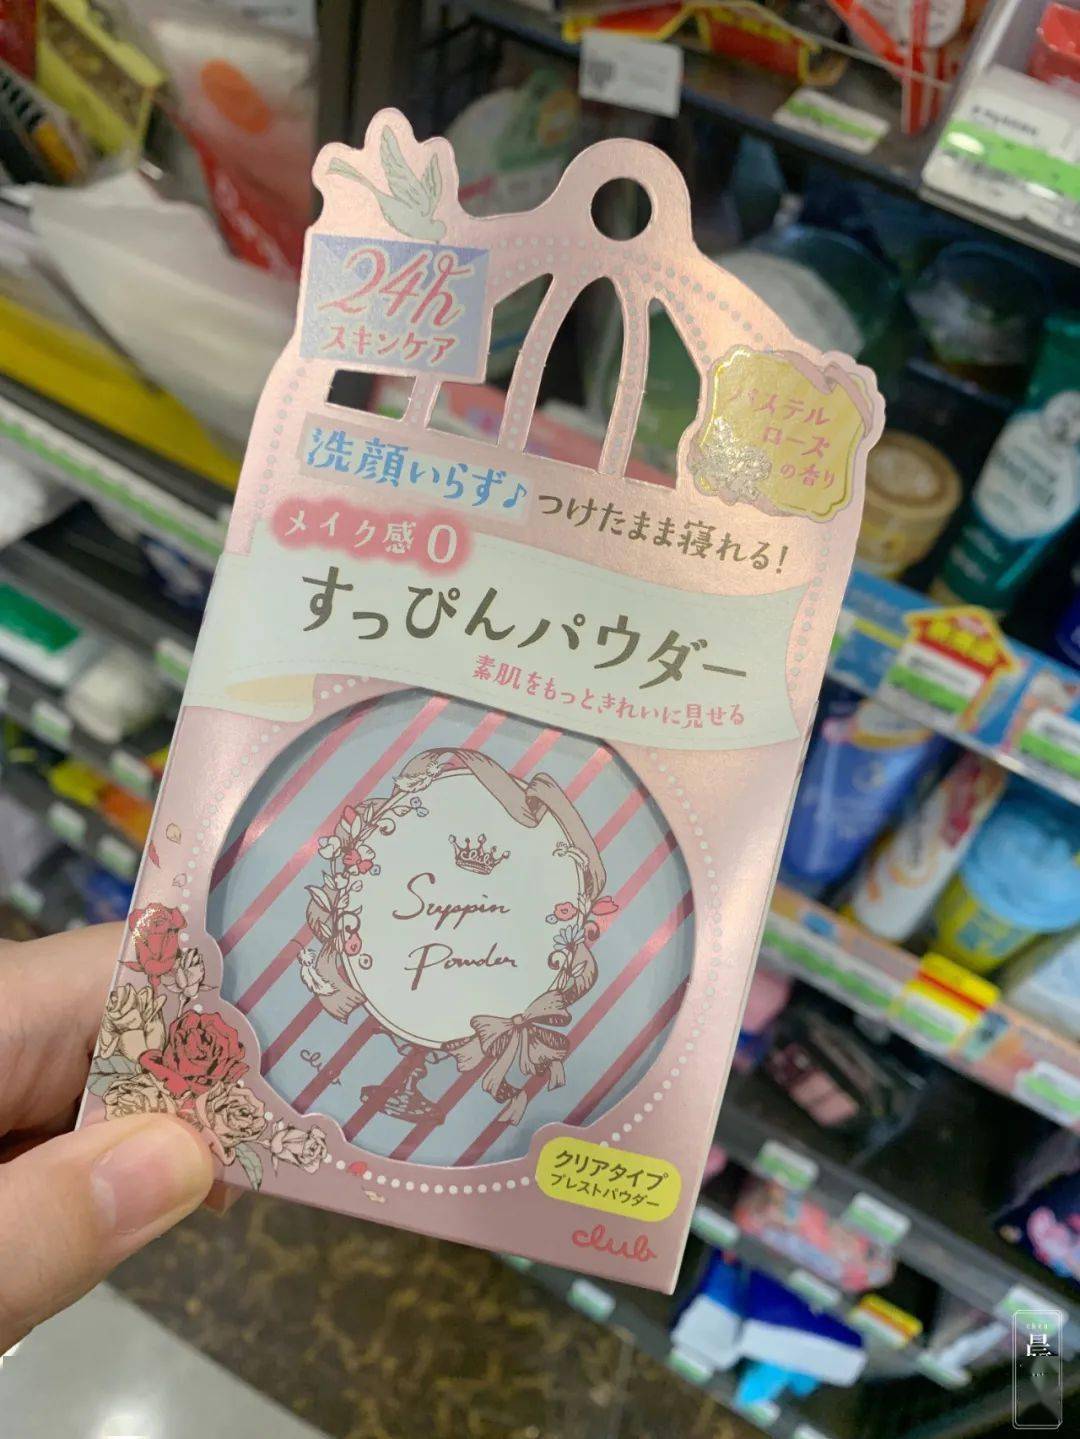 24h
スキンケア
パステル
ローズ
の香り
洗顔いらず♪つけたまま寝れる!
メイク感0
すっぴんパウダー
素肌をもっときれいに見せる
club
Suppin
Powder
club
クリアタイプ
プレストパウダー
club
chen
晨